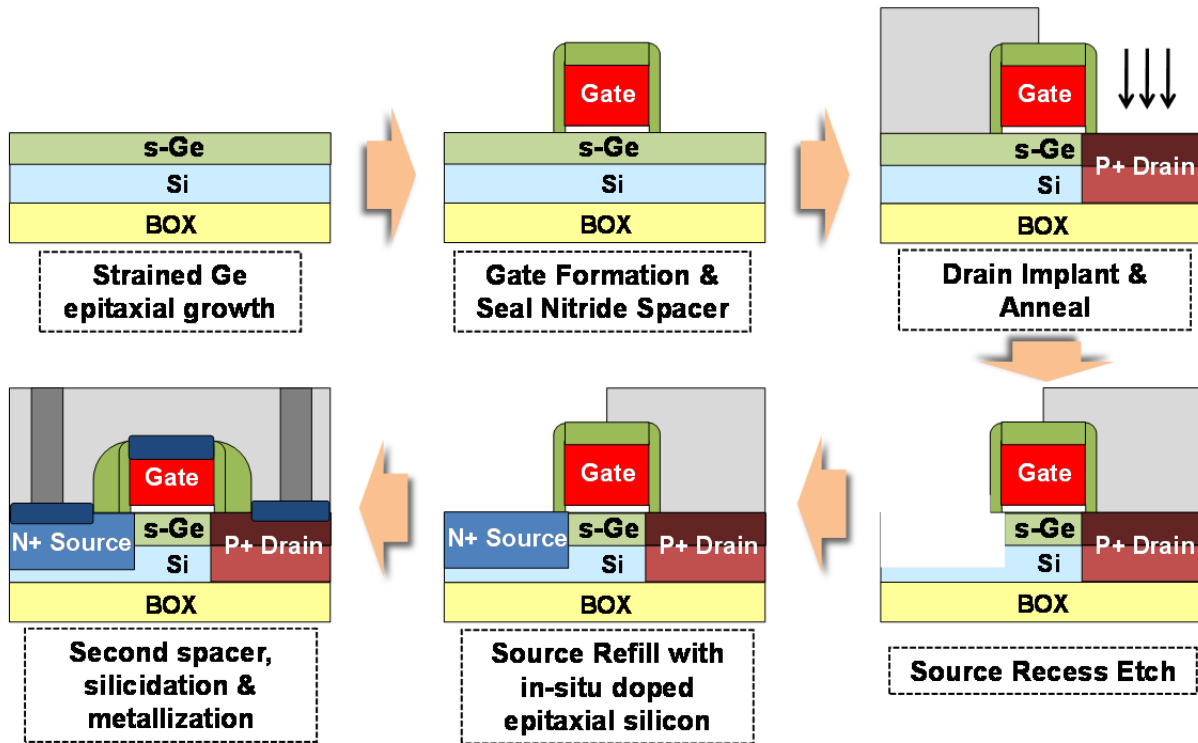 s-Ge
Si
BOX
Strained Ge
epitaxial growth
Gate
s-Ge
Si
BOX
Gate Formation &
Seal Nitride Spacer
Gate
s-Ge
P+ Drain
Si
BOX
Drain Implant &
Anneal
Gate
s-Ge
P+ Drain
Si
BOX
Source Recess Etch
Gate
N+ Source
s-Ge
P+ Drain
Si
BOX
Source Refill with
in-situ doped
epitaxial silicon
Gate
N+ Source
s-Ge
P+ Drain
Si
BOX
Second spacer,
silicidation &
metallization